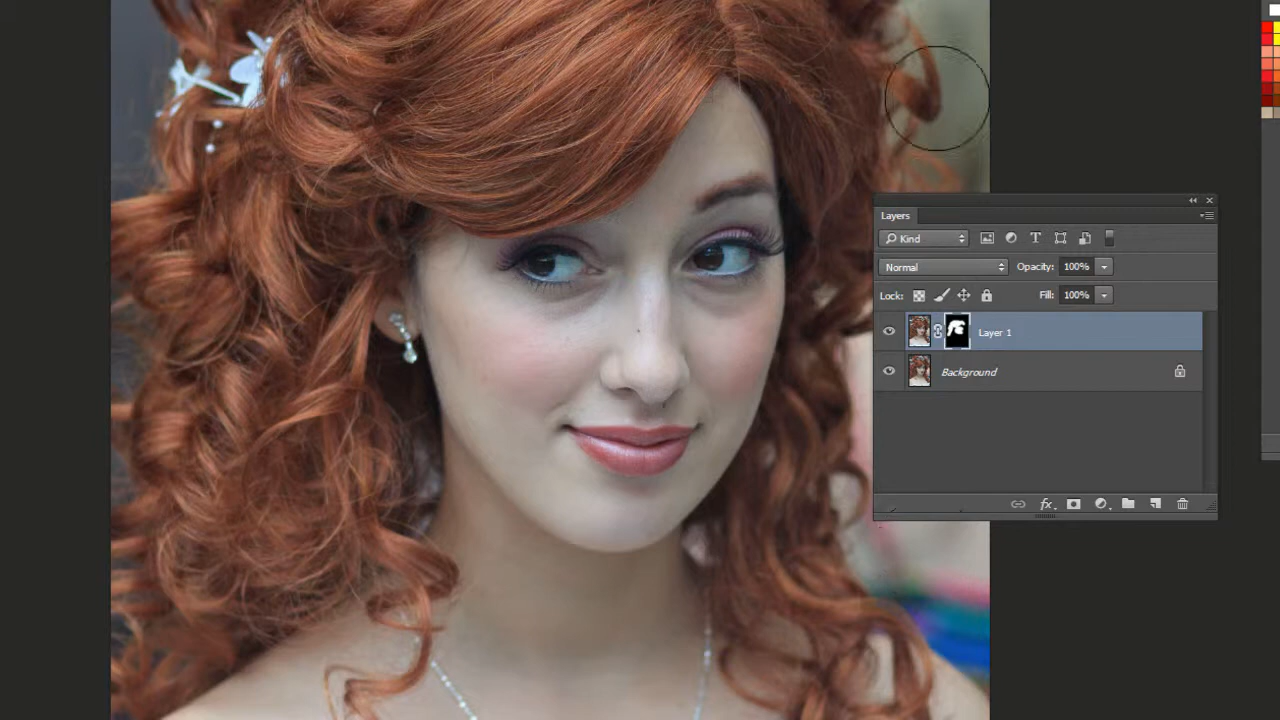 Layers
Kind
Normal
Opacity: 100%
Lock:
Fill: 100%
Layer 1
Background